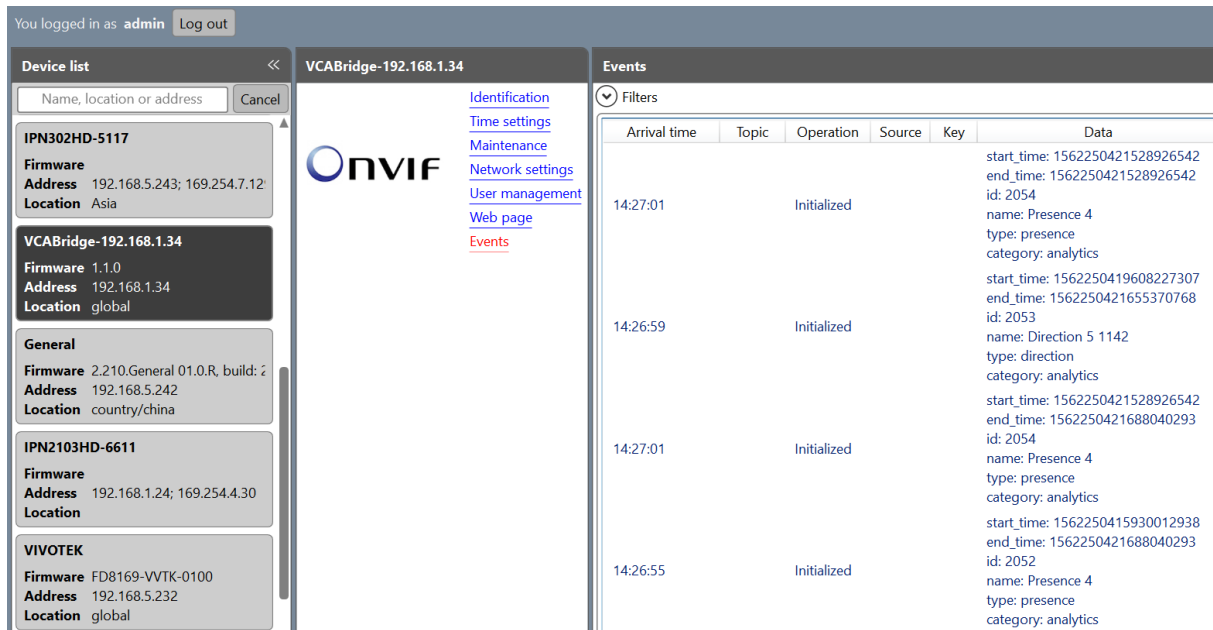 You logged in as admin Log out
Device list
Name, location or address Cancel
IPN302HD-5117
Firmware
Address 192.168.5.243; 169.254.7.12
Location Asia
VCABridge-192.168.1.34
Firmware 1.1.0
Address 192.168.1.34
Location global
General
Firmware 2.210.General 01.0.R, build: 2
Address 192.168.5.242
Location country/china
IPN2103HD-6611
Firmware
Address 192.168.1.24; 169.254.4.30
Location
VIVOTEK
Firmware FD8169-VVTK-0100
Address 192.168.5.232
Location global
VCABridge-192.168.1.34
Onvif
Identification
Time settings
Maintenance
Network settings
User management
Web page
Events
Events
Filters
Arrival time Topic Operation Source Key Data
14:27:01 Initialized
start_time: 1562250421528926542
end_time: 1562250421528926542
id: 2054
name: Presence 4
type: presence
category: analytics
14:26:59 Initialized
start_time: 1562250419608227307
end_time: 1562250421655370768
id: 2053
name: Direction 5 1142
type: direction
category: analytics
14:27:01 Initialized
start_time: 1562250421528926542
end_time: 1562250421688040293
id: 2054
name: Presence 4
type: presence
category: analytics
14:26:55 Initialized
start_time: 1562250415930012938
end_time: 1562250421688040293
id: 2052
name: Presence 4
type: presence
category: analytics